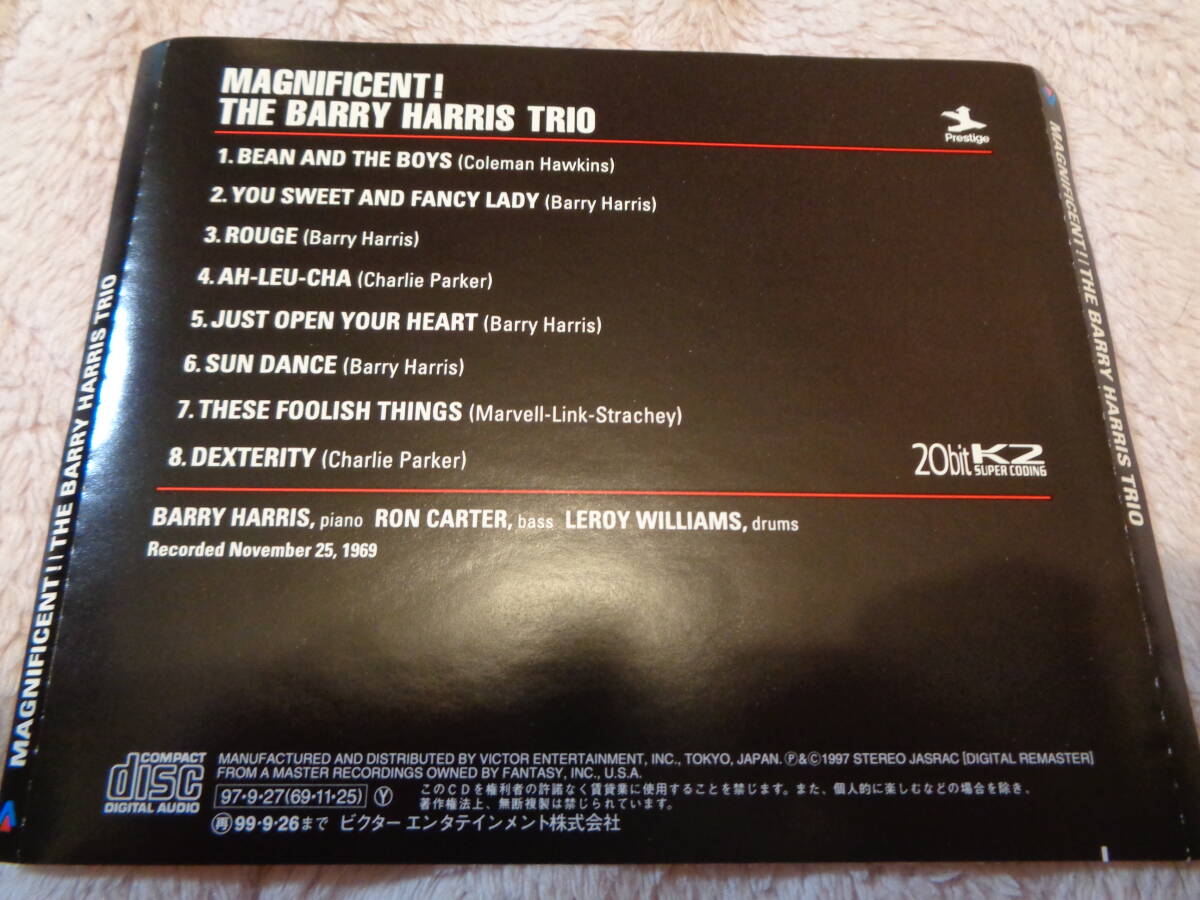 MAGNIFICENT!
THE BARRY HARRIS TRIO
Prestige
1. BEAN AND THE BOYS (Coleman Hawkins)
2. YOU SWEET AND FANCY LADY (Barry Harris)
3. ROUGE (Barry Harris)
4. AH-LEU-CHA (Charlie Parker)
5. JUST OPEN YOUR HEART (Barry Harris)
6. SUN DANCE (Barry Harris)
7. THESE FOOLISH THINGS (Marvell-Link-Strachey)
8. DEXTERITY (Charlie Parker)
20bit K2
SUPER CODING
BARRY HARRIS, piano RON CARTER, bass LEROY WILLIAMS, drums
Recorded November 25, 1969
MAGNIFICENT!! THE BARRY HARRIS TRIO
MAGNIFICENT!! THE BARRY HARRIS TRIO
COMPACT
disc
DIGITAL AUDIO
MANUFACTURED AND DISTRIBUTED BY VICTOR ENTERTAINMENT, INC., TOKYO, JAPAN. Ⓟ&Ⓒ1997 STEREO JASRAC [DIGITAL REMASTER]
FROM A MASTER RECORDINGS OWNED BY FANTASY, INC., U.S.A.
97・9・27(69・11・25) Ⓨ
このCDを権利者の許諾なく賃貸業に使用することを禁じます。また、個人的に楽しむなどの場合を除き、
著作権法上、無断複製は禁じられています。
㊞99・9・26まで ビクター エンタテインメント株式会社